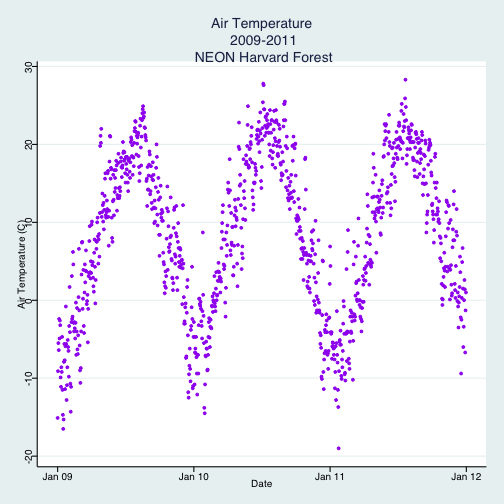 Air Temperature
2009-2011
NEON Harvard Forest
30
20
10
0
-10
-20
Air Temperature (C)
Jan 09
Jan 10
Jan 11
Jan 12
Date